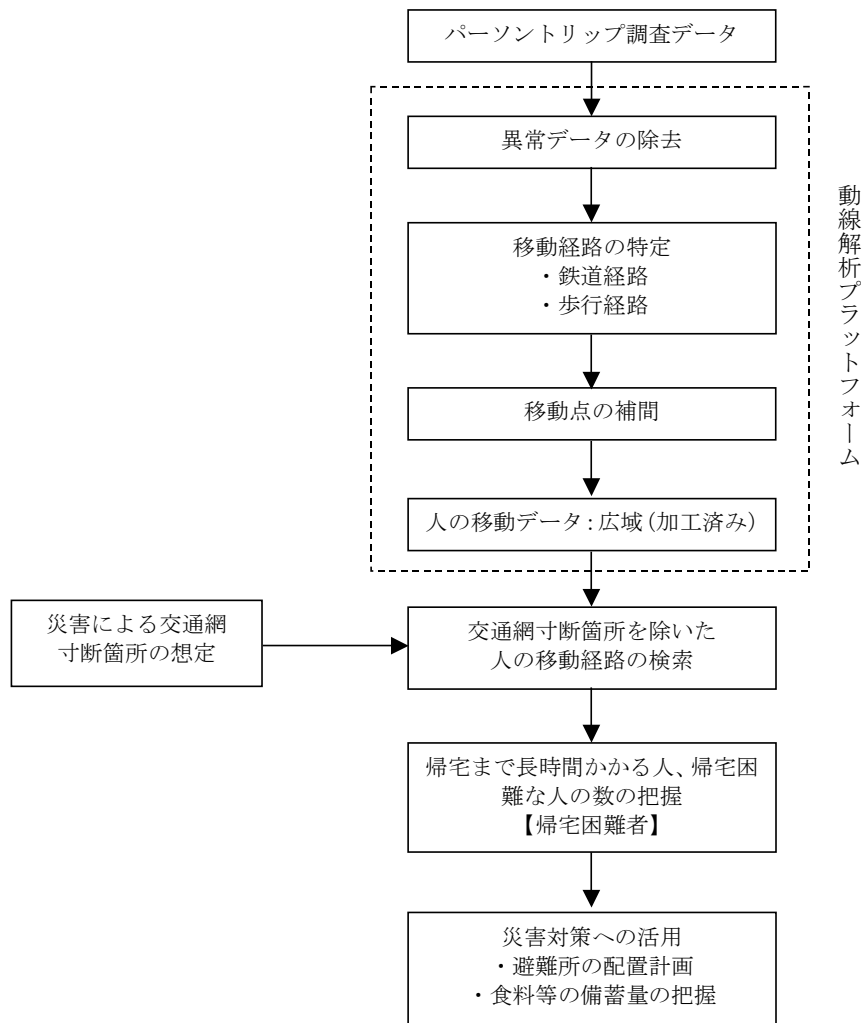 パーソントリップ調査データ
異常データの除去
移動経路の特定
・鉄道経路
・歩行経路
移動点の補間
人の移動データ:広域(加工済み)
動線解析プラットフォーム
災害による交通網
寸断箇所の想定
交通網寸断箇所を除いた
人の移動経路の検索
帰宅まで長時間かかる人、帰宅困
難な人の数の把握
【帰宅困難者】
災害対策への活用
・避難所の配置計画
・食料等の備蓄量の把握